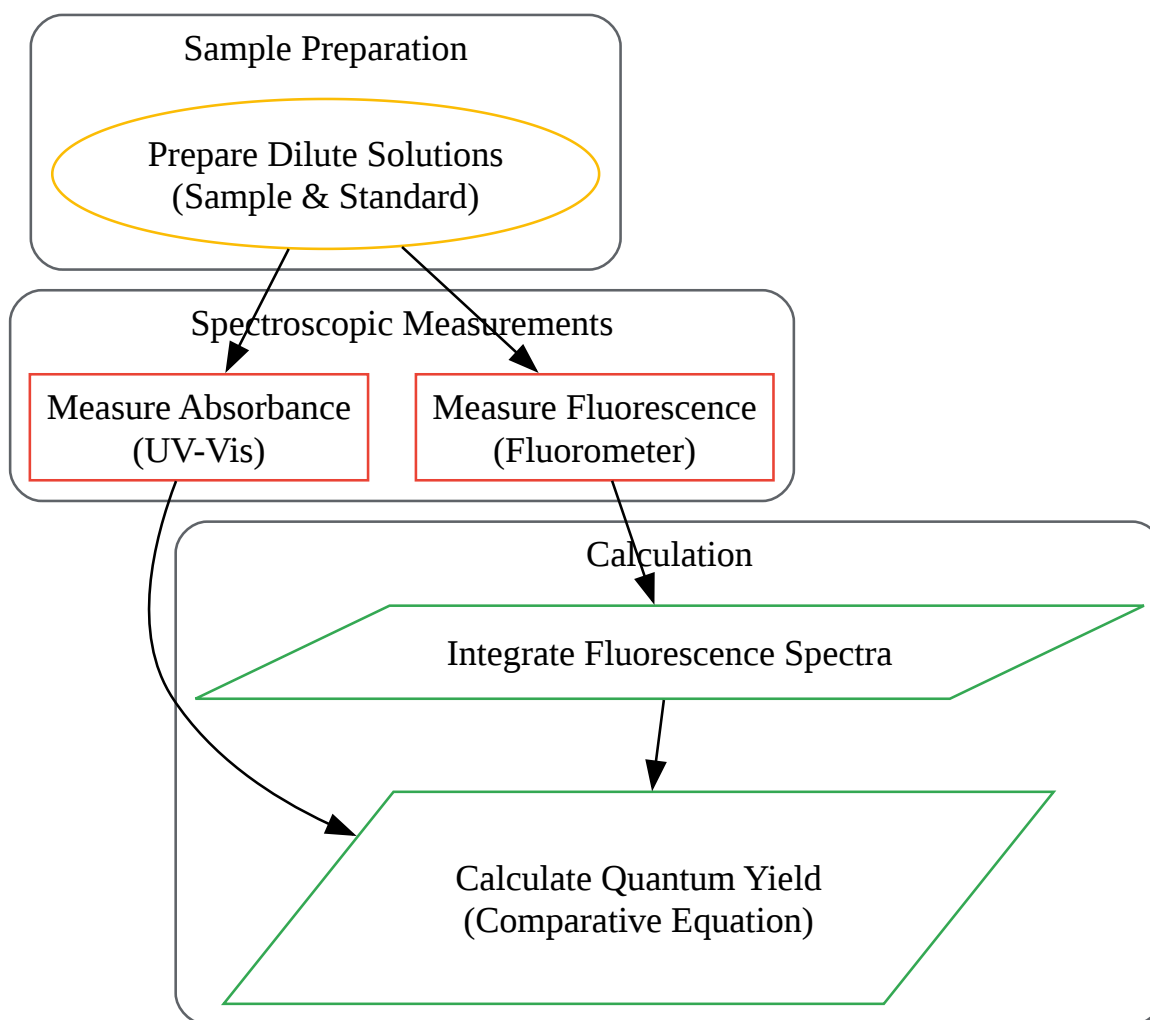 Sample Preparation
Prepare Dilute Solutions
(Sample & Standard)
Spectroscopic Measurements
Measure Absorbance
(UV-Vis)
Measure Fluorescence
(Fluorometer)
Calculation
Integrate Fluorescence Spectra
Calculate Quantum Yield
(Comparative Equation)